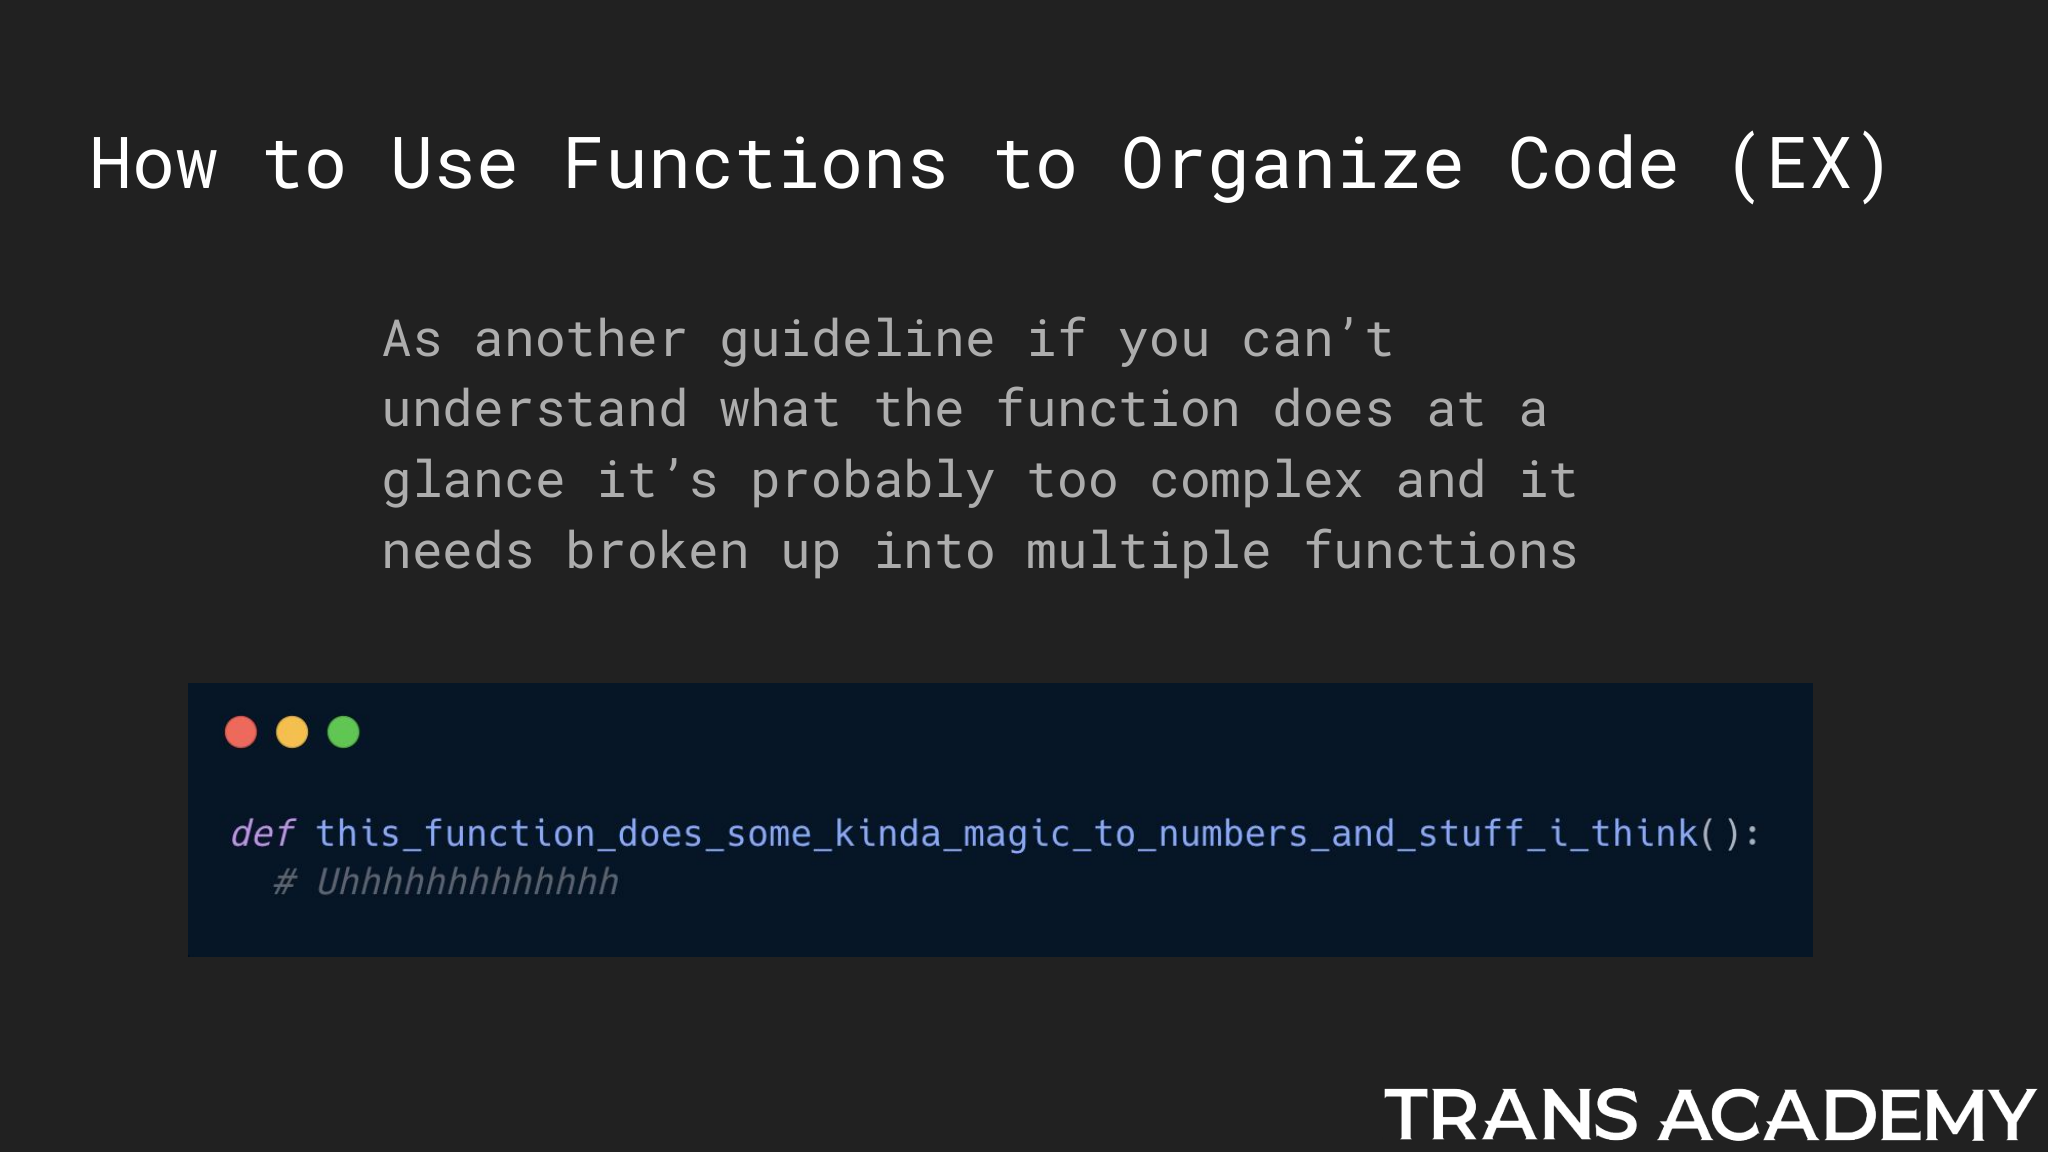 How to Use Functions to Organize Code (EX)
As another guideline if you can’t
understand what the function does at a
glance it’s probably too complex and it
needs broken up into multiple functions
def this_function_does_some_kinda_magic_to_numbers_and_stuff_i_think():
# Uhhhhhhhhhhhhh
TRANS ACADEMY